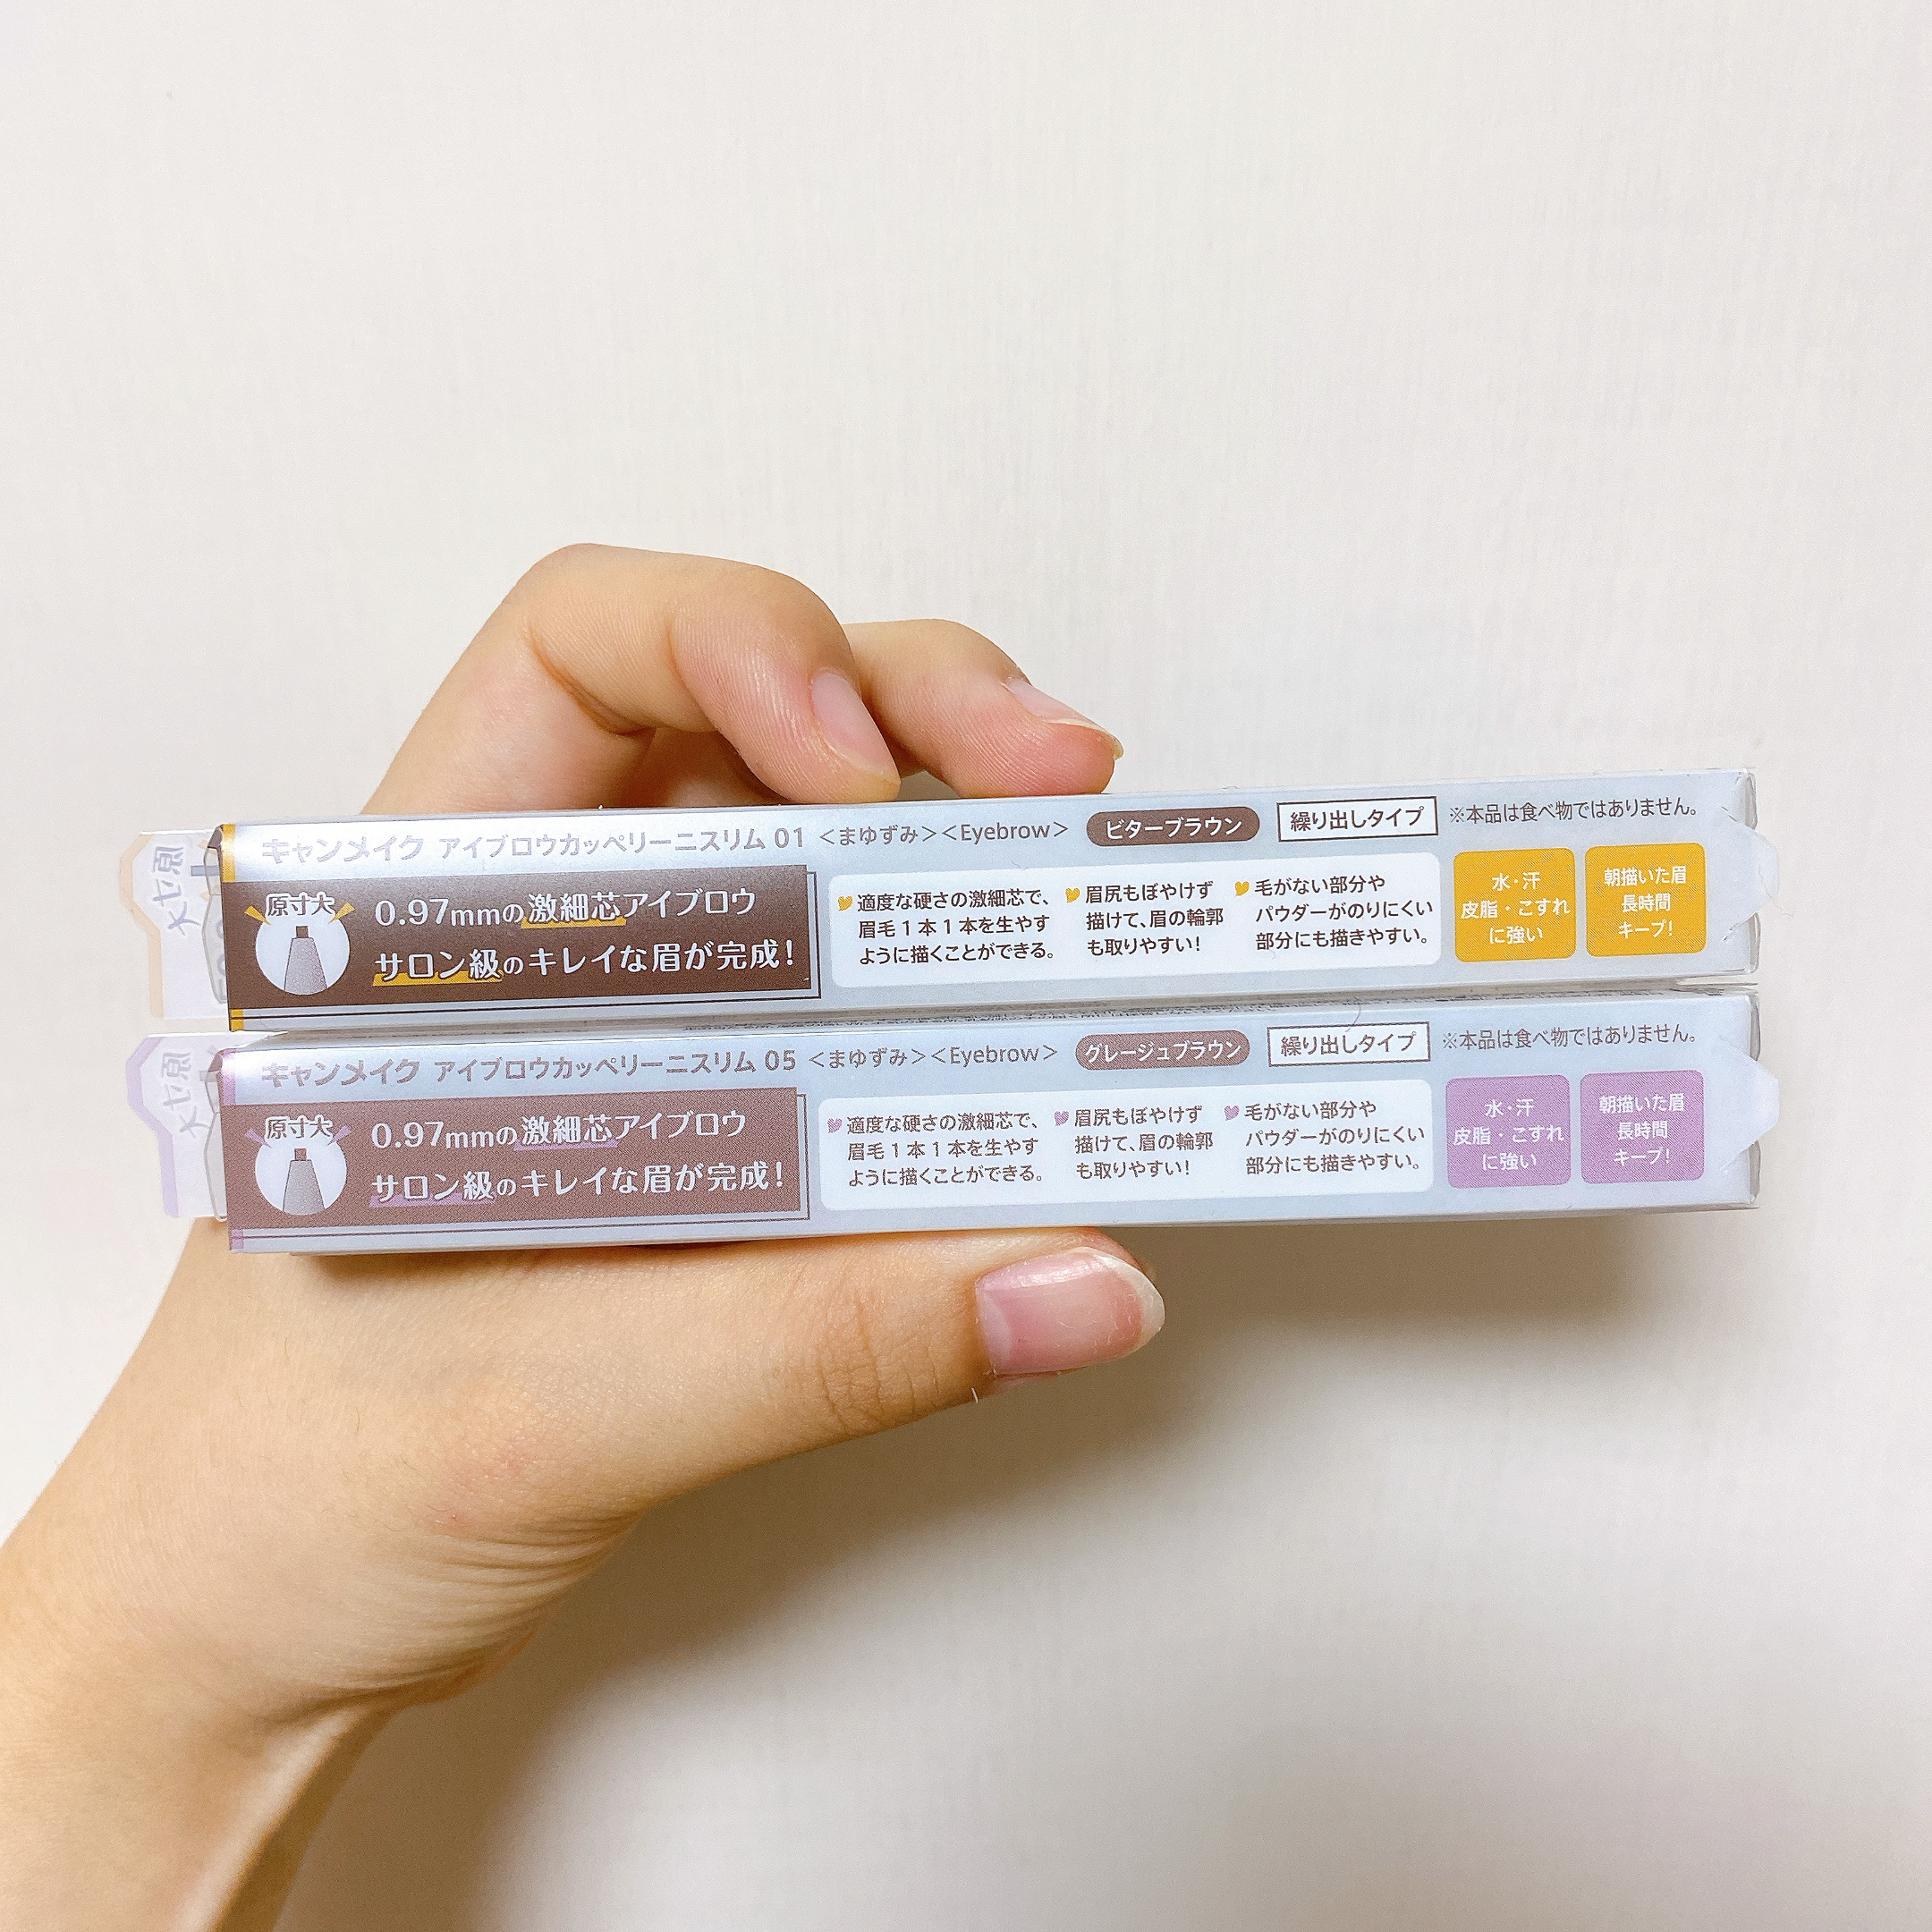 キャンメイク アイブロウカッペリーニスリム 01 <まゆずみ><Eyebrow> ビターブラウン 繰り出しタイプ ※本品は食べ物ではありません。
原寸大
0.97mmの激細芯アイブロウ
サロン級のキレイな眉が完成!
適度な硬さの激細芯で、
眉毛1本1本を生やす
ように描くことができる。
眉尻もぼやけず
描けて、眉の輪郭
も取りやすい!
毛がない部分や
パウダーがのりにくい
部分にも描きやすい。
水・汗
皮脂・こすれ
に強い
朝描いた眉
長時間
キープ!
キャンメイク アイブロウカッペリーニスリム 05 <まゆずみ><Eyebrow> グレージュブラウン 繰り出しタイプ ※本品は食べ物ではありません。
原寸大
0.97mmの激細芯アイブロウ
サロン級のキレイな眉が完成!
適度な硬さの激細芯で、
眉毛1本1本を生やす
ように描くことができる。
眉尻もぼやけず
描けて、眉の輪郭
も取りやすい!
毛がない部分や
パウダーがのりにくい
部分にも描きやすい。
水・汗
皮脂・こすれ
に強い
朝描いた眉
長時間
キープ!